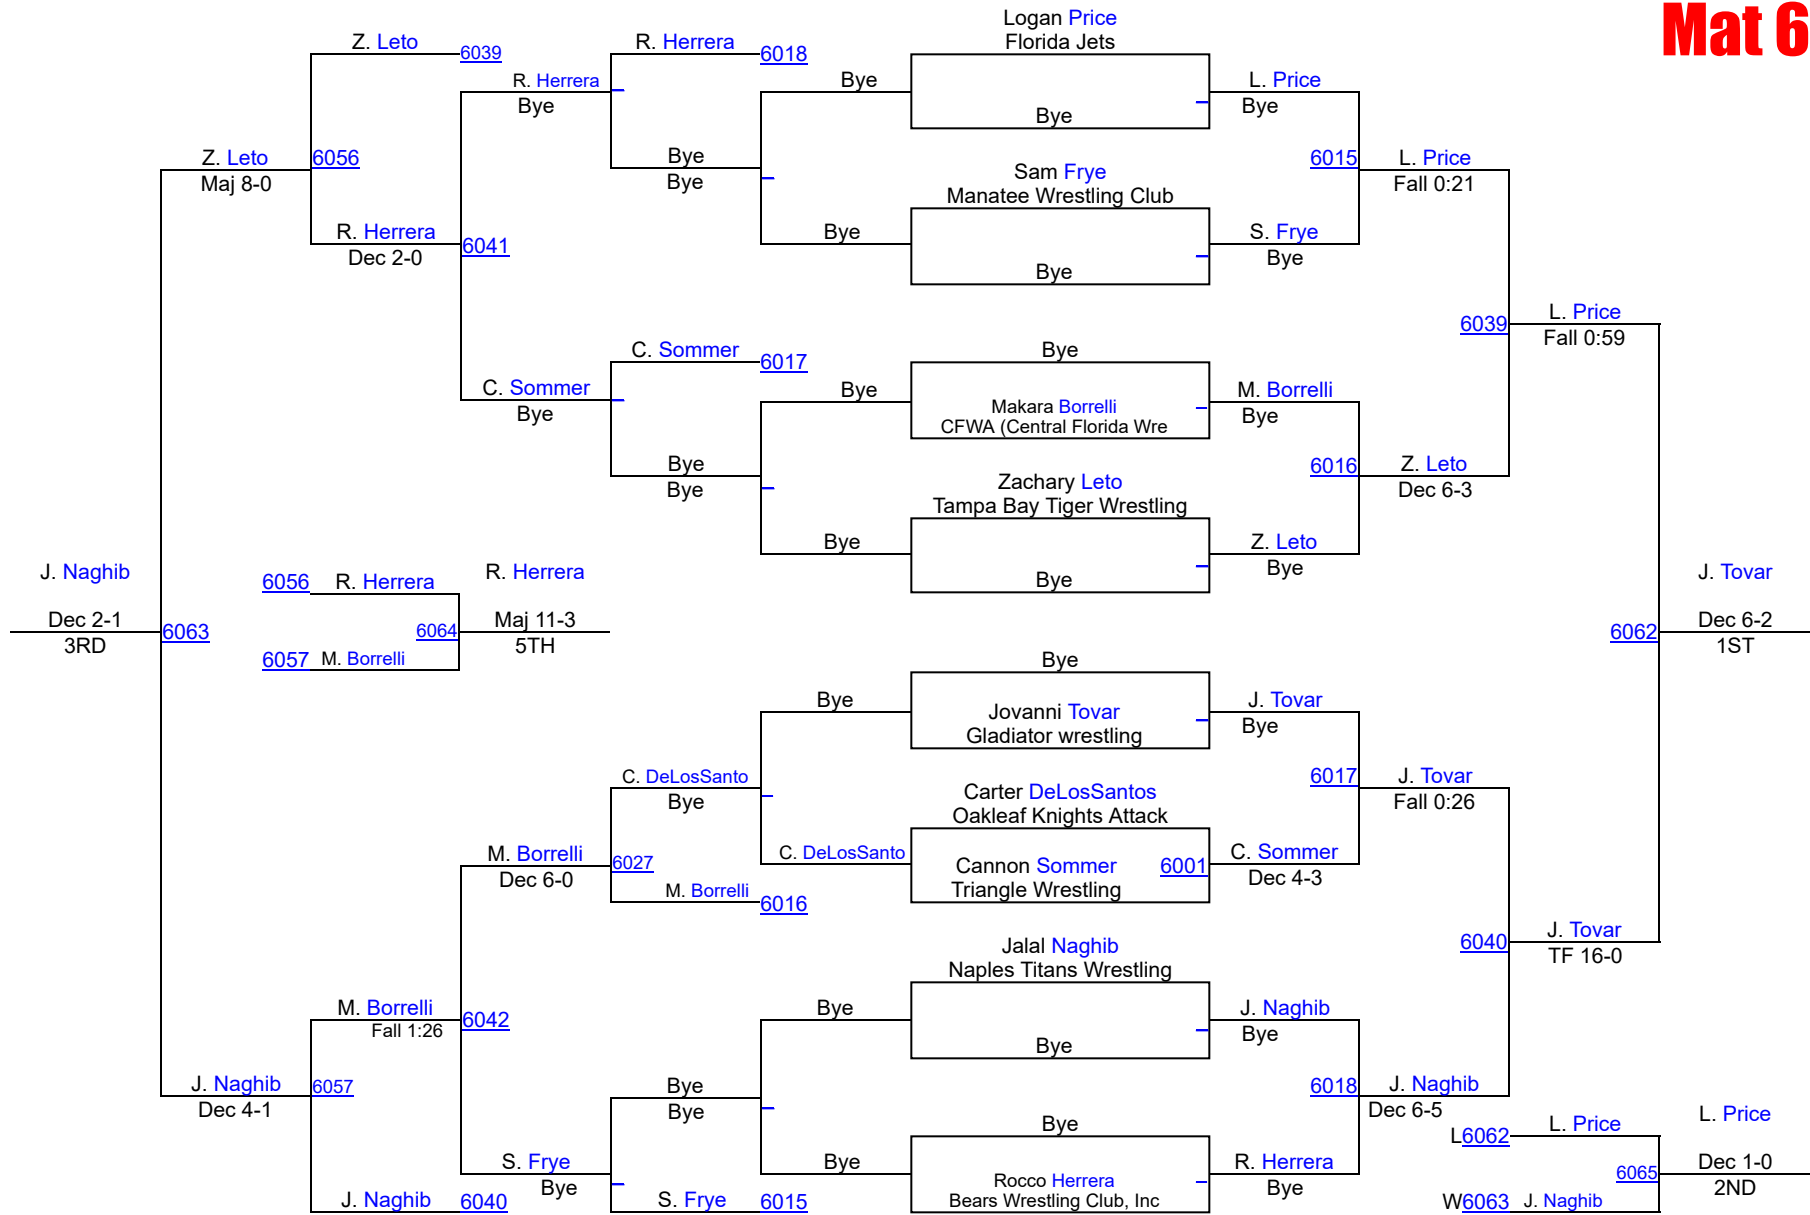 Mat 6
Logan Price
Florida Jets
Z. Leto
6039
R. Herrera
6018
R. Herrera
Bye
Bye
Bye
L. Price
Bye
Z. Leto
Maj 8-0
6056
Bye
Bye
Sam Frye
Manatee Wrestling Club
6015
L. Price
Fall 0:21
R. Herrera
Dec 2-0
6041
Bye
Bye
S. Frye
Bye
6039
L. Price
Fall 0:59
C. Sommer
6017
Bye
C. Sommer
Bye
Bye
Makara Borrelli
CFWA (Central Florida Wre
M. Borrelli
Bye
Bye
Bye
Zachary Leto
Tampa Bay Tiger Wrestling
6016
Z. Leto
Dec 6-3
Bye
Bye
Z. Leto
Bye
J. Naghib
Dec 2-1
3RD
6063
6056
R. Herrera
6057
M. Borrelli
6064
R. Herrera
Maj 11-3
5TH
6062
J. Tovar
Dec 6-2
1ST
Bye
Bye
Jovanni Tovar
Gladiator wrestling
J. Tovar
Bye
C. DeLosSanto
Bye
Carter DeLosSantos
Oakleaf Knights Attack
6017
J. Tovar
Fall 0:26
M. Borrelli
Dec 6-0
6027
C. DeLosSanto
Cannon Sommer
Triangle Wrestling
6001
C. Sommer
Dec 4-3
M. Borrelli
6016
Jalal Naghib
Naples Titans Wrestling
6040
J. Tovar
TF 16-0
M. Borrelli
Fall 1:26
6042
Bye
Bye
J. Naghib
Bye
J. Naghib
Dec 4-1
6057
Bye
Bye
6018
J. Naghib
Dec 6-5
Bye
S. Frye
Bye
Bye
Rocco Herrera
Bears Wrestling Club, Inc
R. Herrera
Bye
J. Naghib
6040
S. Frye
6015
L6062
L. Price
W6063
J. Naghib
6065
L. Price
Dec 1-0
2ND